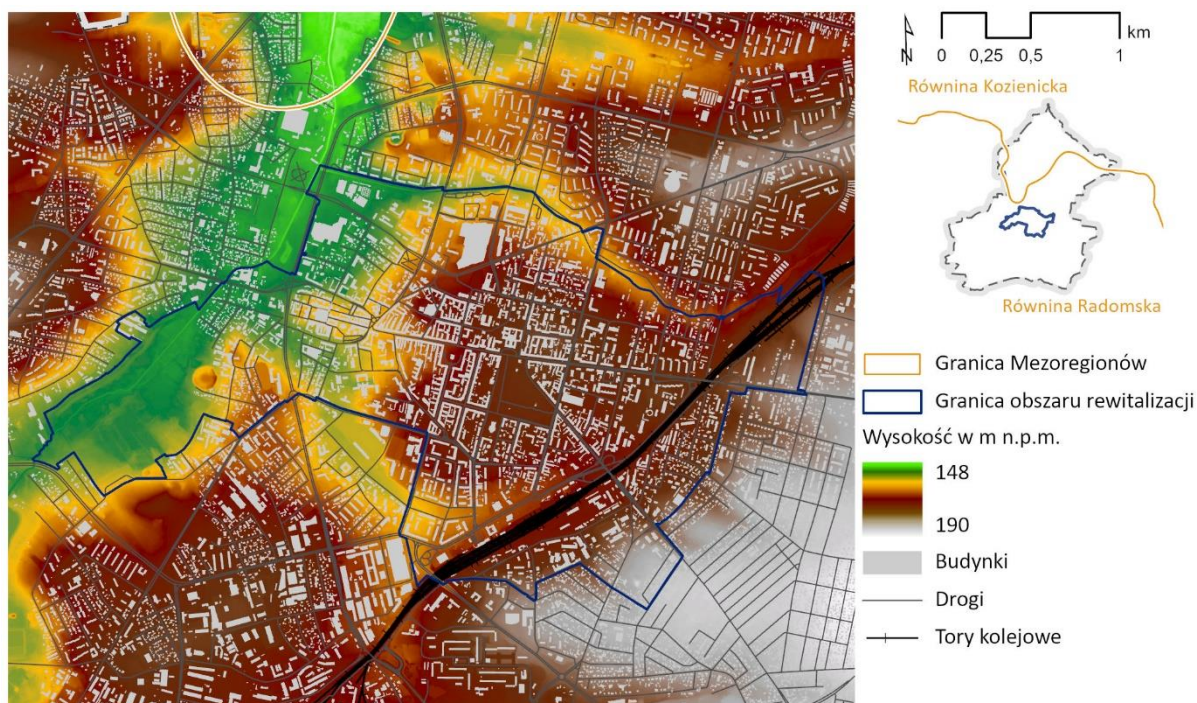 N
km
0 0,25 0,5 1
Równina Kozienicka
Równina Radomska
Granica Mezoregionów
Granica obszaru rewitalizacji
Wysokość w m n.p.m.
148
190
Budynki
Drogi
Tory kolejowe